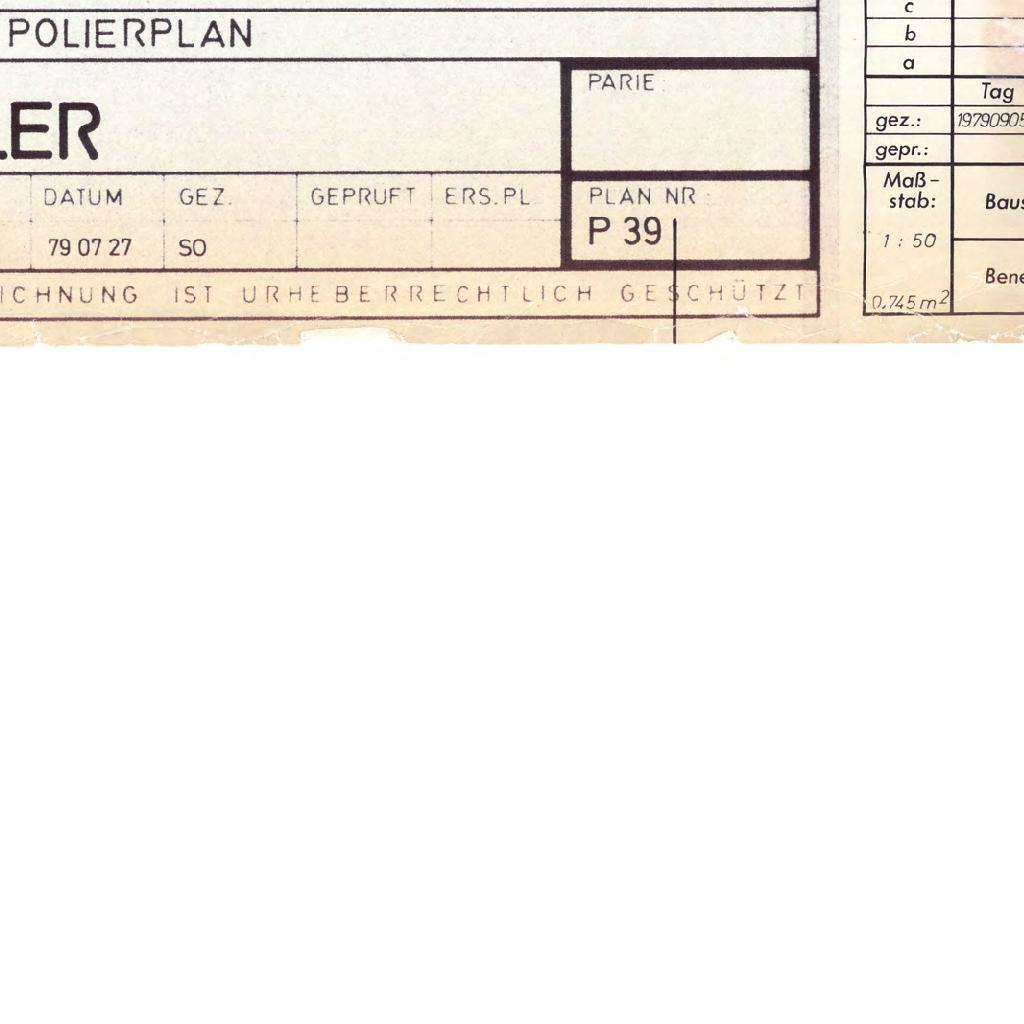 POLIERPLAN
PARIE:
LER
DATUM GEZ. GEPRUFT ERS.PL.
PLAN NR.:
79 07 27 SO
P 39
ICHNUNG IST URHEBERRECHTLICH GESCHÜTZT
c
b
a
Tag
gez.: 19790905
gepr.:
Maß-
stab:
1 : 50
0,745 m²
Baus
Bene